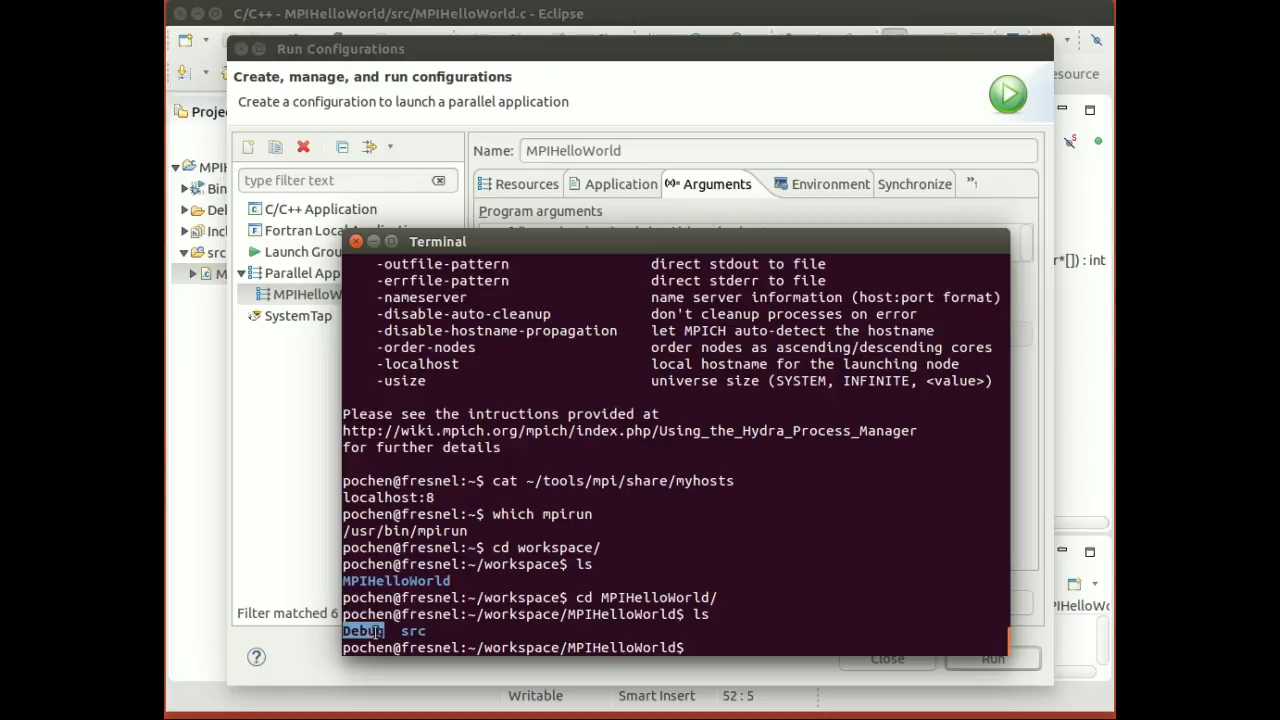 C/C++ - MPIHelloWorld/src/MPIHelloWorld.c - Eclipse
Run Configurations
Create, manage, and run configurations
Create a configuration to launch a parallel application
esource
Proje
Name: MPIHelloWorld
MPIH
type filter text
Resources Application (x)= Arguments Environment Synchronize »1
Bin
C/C++ Application
Program arguments
De
Fortran Local
Inc
Launch Grou
src
Parallel App
r*[]) : int
M
MPIHelloW
SystemTap
Terminal
-outfile-pattern direct stdout to file
-errfile-pattern direct stderr to file
-nameserver name server information (host:port format)
-disable-auto-cleanup don't cleanup processes on error
-disable-hostname-propagation let MPICH auto-detect the hostname
-order-nodes order nodes as ascending/descending cores
-localhost local hostname for the launching node
-usize universe size (SYSTEM, INFINITE, <value>)
Please see the intructions provided at
http://wiki.mpich.org/mpich/index.php/Using_the_Hydra_Process_Manager
for further details
pochen@fresnel:~$ cat ~/tools/mpi/share/myhosts
localhost:8
pochen@fresnel:~$ which mpirun
/usr/bin/mpirun
pochen@fresnel:~$ cd workspace/
pochen@fresnel:~/workspace$ ls
MPIHelloWorld
pochen@fresnel:~/workspace$ cd MPIHelloWorld/
pochen@fresnel:~/workspace/MPIHelloWorld$ ls
Debug src
pochen@fresnel:~/workspace/MPIHelloWorld$
Filter matched 6
IHelloWo
Close Run
Writable Smart Insert 52 : 5